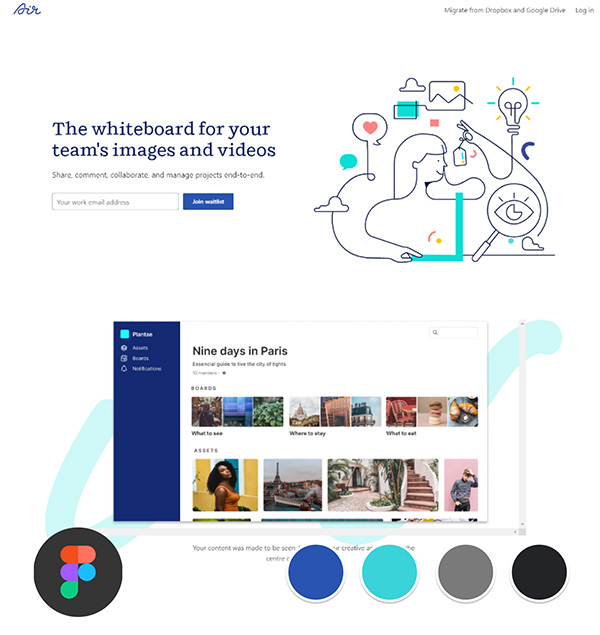 Air
Migrate from Dropbox and Google Drive Log in
The whiteboard for your
team's images and videos
Share, comment, collaborate, and manage projects end-to-end.
Your work email address
Join waitlist
Plantae
Assets
Boards
Notifications
Nine days in Paris
Essencial guide to live the city of lights
10 members
BOARDS
What to see Where to stay What to eat
ASSETS
Your content was made to be seen our creative the
centre